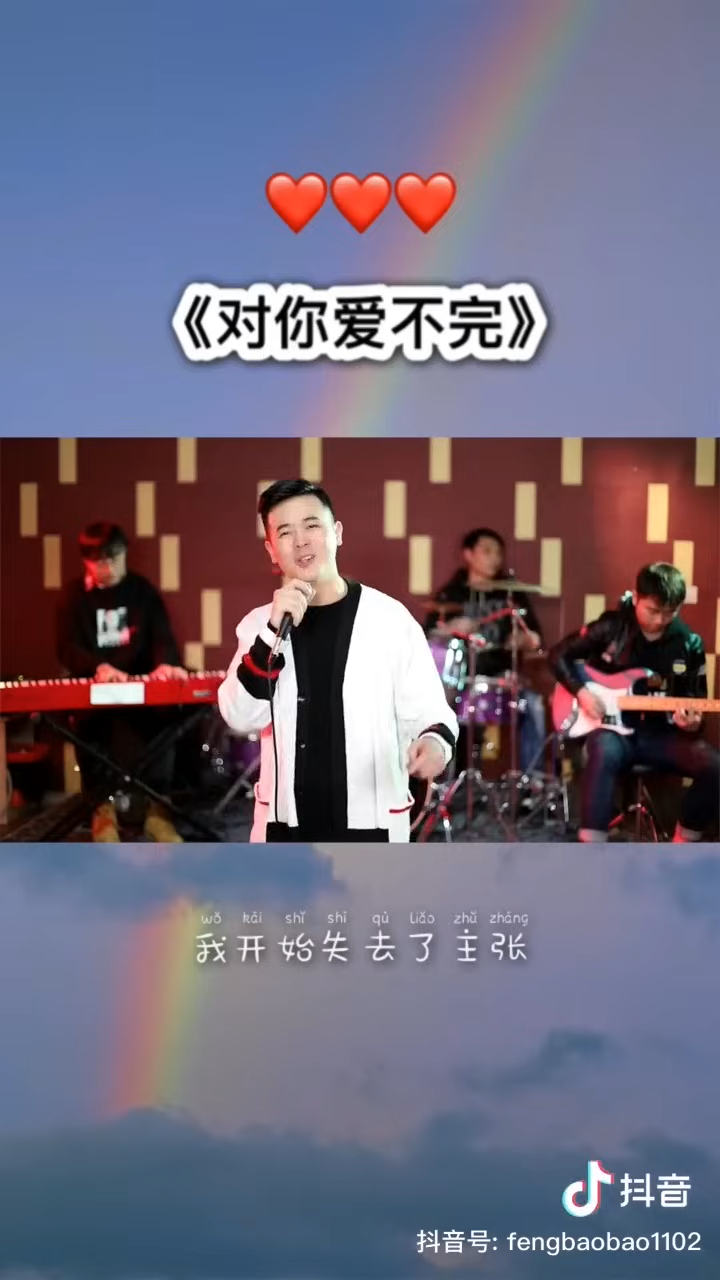 ❤️❤️❤️
《对你爱不完》
wǒ kāi shǐ shī qù liǎo zhǔ zhāng
我开始失去了主张
抖音
抖音号: fengbaobao1102